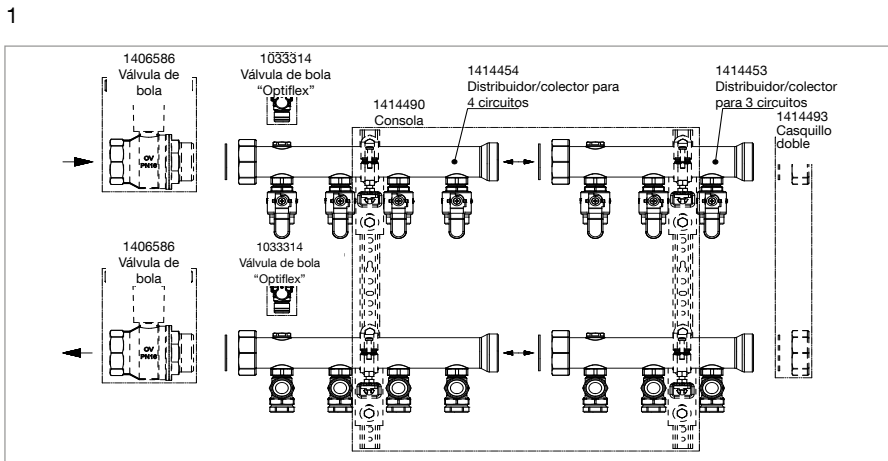 1
1406586
Válvula de
bola
1033314
Válvula de bola
“Optiflex”
1414490
Consola
1414454
Distribuidor/colector para
4 circuitos
1414453
Distribuidor/colector
para 3 circuitos
1414493
Casquillo
doble
OV
PN16
1406586
Válvula de
bola
1033314
Válvula de bola
“Optiflex”
OV
PN16